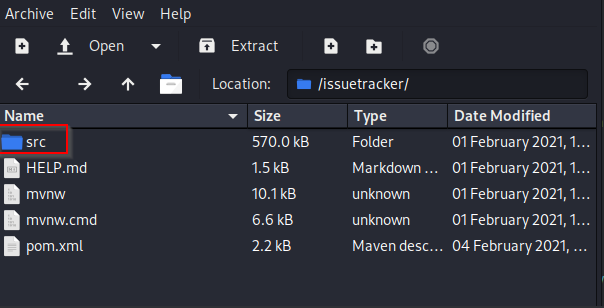 Archive Edit View Help
Open Extract
Location: /issuetracker/
Name Size Type Date Modified
src 570.0 kB Folder 01 February 2021, 1...
HELP.md 1.5 kB Markdown ... 01 February 2021, 1...
mvnw 10.1 kB unknown 01 February 2021, 1...
mvnw.cmd 6.6 kB unknown 01 February 2021, 1...
pom.xml 2.2 kB Maven desc... 04 February 2021, ...